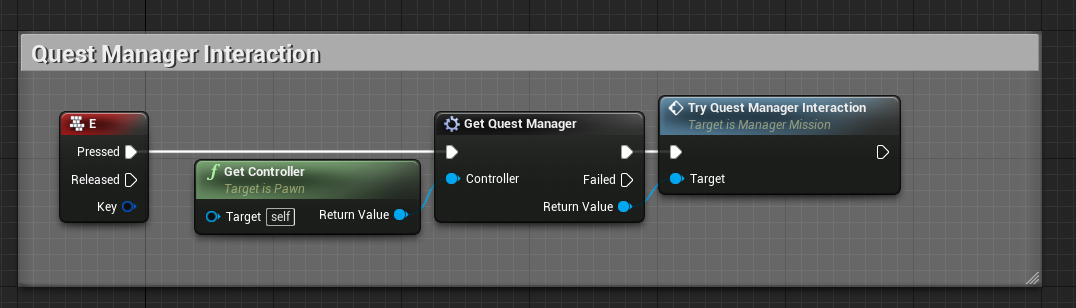 Quest Manager Interaction
E
Pressed
Released
Key
Get Controller
Target is Pawn
Target self
Return Value
Get Quest Manager
Controller
Failed
Return Value
Try Quest Manager Interaction
Target is Manager Mission
Target